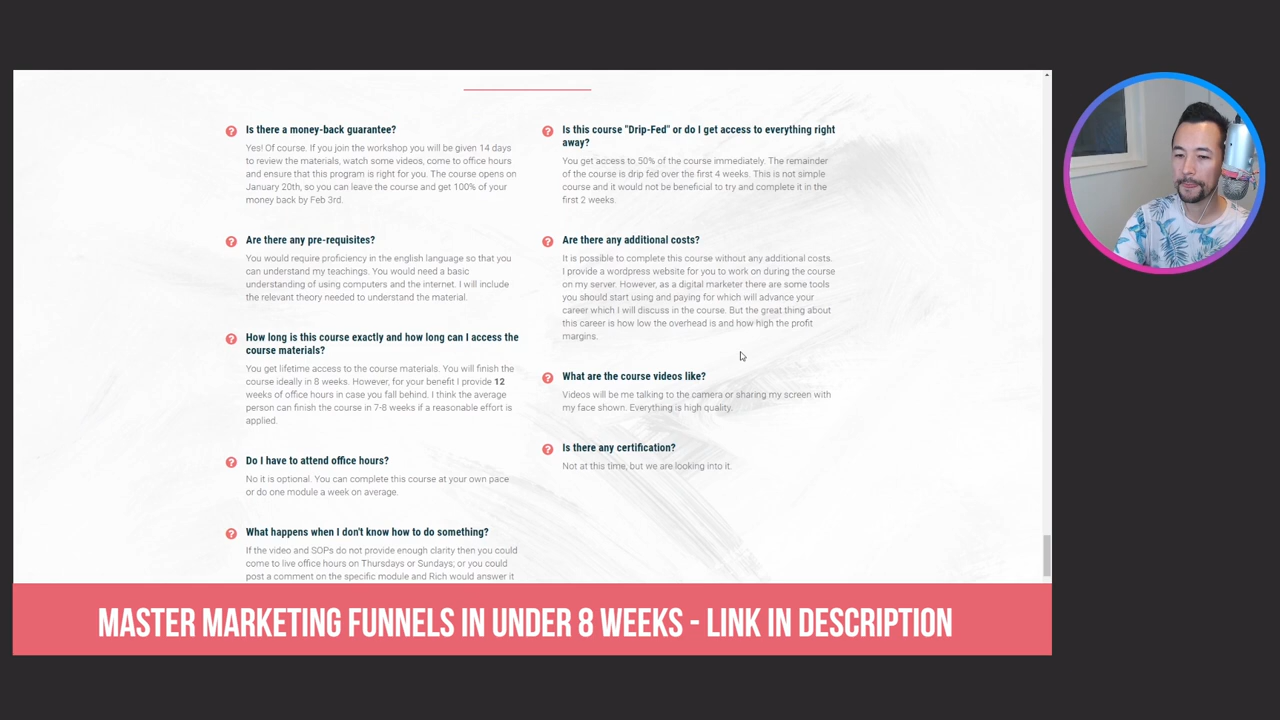 Is there a money-back guarantee?
Yes! Of course. If you join the workshop you will be given 14 days
to review the materials, watch some videos, come to office hours
and ensure that this program is right for you. The course opens on
January 20th, so you can leave the course and get 100% of your
money back by Feb 3rd.
Are there any pre-requisites?
You would require proficiency in the english language so that you
can understand my teachings. You would need a basic
understanding of using computers and the internet. I will include
the relevant theory needed to understand the material.
How long is this course exactly and how long can I access the
course materials?
You get lifetime access to the course materials. You will finish the
course ideally in 8 weeks. However, for your benefit I provide 12
weeks of office hours in case you fall behind. I think the average
person can finish the course in 7-8 weeks if a reasonable effort is
applied.
Do I have to attend office hours?
No it is optional. You can complete this course at your own pace
or do one module a week on average.
What happens when I don't know how to do something?
If the video and SOPs do not provide enough clarity then you could
come to live office hours on Thursdays or Sundays; or you could
post a comment on the specific module and Rich would answer it
Is this course "Drip-Fed" or do I get access to everything right
away?
You get access to 50% of the course immediately. The remainder
of the course is drip fed over the first 4 weeks. This is not simple
course and it would not be beneficial to try and complete it in the
first 2 weeks.
Are there any additional costs?
It is possible to complete this course without any additional costs.
I provide a wordpress website for you to work on during the course
on my server. However, as a digital marketer there are some tools
you should start using and paying for which will advance your
career which I will discuss in the course. But the great thing about
this career is how low the overhead is and how high the profit
margins.
What are the course videos like?
Videos will be me talking to the camera or sharing my screen with
my face shown. Everything is high quality.
Is there any certification?
Not at this time, but we are looking into it.
MASTER MARKETING FUNNELS IN UNDER 8 WEEKS - LINK IN DESCRIPTION